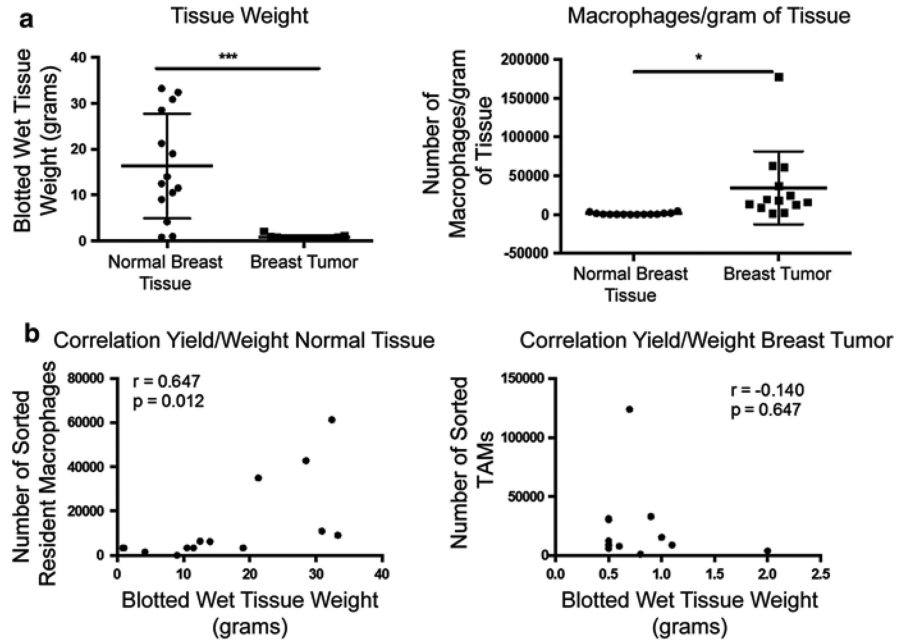 a
Tissue Weight
Blotted Wet Tissue
Weight (grams)
40
30
20
10
0
***
Normal Breast
Tissue
Breast Tumor
Macrophages/gram of Tissue
Number of
Macrophages/gram
of Tissue
200000
150000
100000
50000
0
-50000
*
Normal Breast
Tissue
Breast Tumor
b
Correlation Yield/Weight Normal Tissue
Number of Sorted
Resident Macrophages
80000
60000
40000
20000
0
r = 0.647
p = 0.012
0
10
20
30
40
Blotted Wet Tissue Weight
(grams)
Correlation Yield/Weight Breast Tumor
Number of Sorted
TAMs
150000
100000
50000
0
r = -0.140
p = 0.647
0.0
0.5
1.0
1.5
2.0
2.5
Blotted Wet Tissue Weight
(grams)